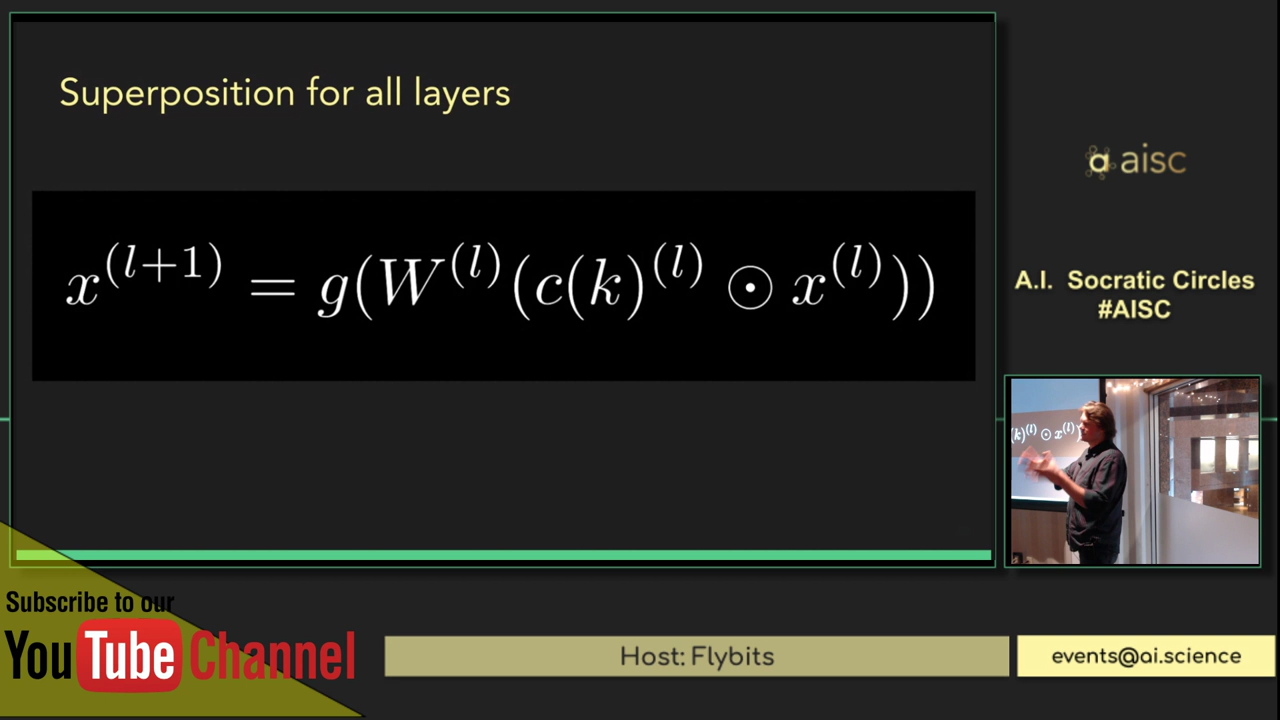 Superposition for all layers
x^{(l+1)} = g(W^{(l)}(c(k)^{(l)} ⊙ x^{(l)}))
a aisc
A.I. Socratic Circles
#AISC
(k)^{(l)} ⊙ x^{(l)}
Subscribe to our
YouTube Channel
Host: Flybits
events@ai.science